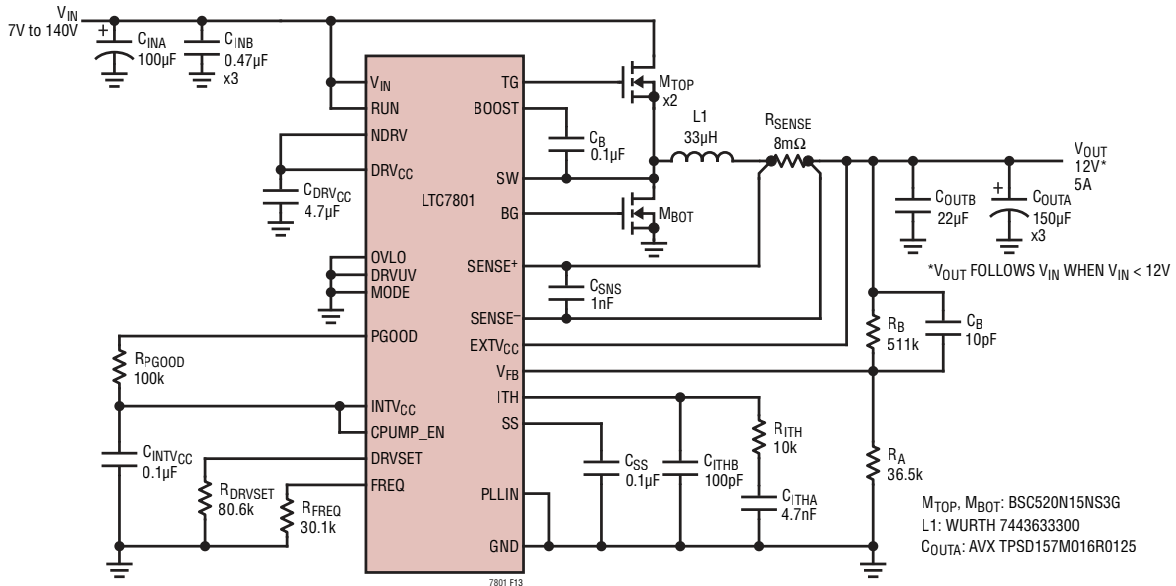 VIN
7V to 140V
CINA
100µF
CINB
0.47µF
x3
+
VIN
RUN
NDRV
DRVCC
CDRVCC
4.7µF
OVLO
DRVUV
MODE
PGOOD
RPGOOD
100k
INTVCC
CPUMP_EN
CINTVCC
0.1µF
DRVSET
FREQ
RDRVSET
80.6k
RFREQ
30.1k
LTC7801
TG
BOOST
SW
BG
SENSE+
SENSE–
EXTVCC
VFB
ITH
SS
PLLIN
GND
7801 F13
MTOP
x2
CB
0.1µF
L1
33µH
RSENSE
8mΩ
MBOT
CSNS
1nF
VOUT
12V*
5A
COUTB
22µF
+
COUTA
150µF
x3
*VOUT FOLLOWS VIN WHEN VIN < 12V
RB
511k
CB
10pF
RITH
10k
CSS
0.1µF
CITHB
100pF
CITHA
4.7nF
RA
36.5k
MTOP, MBOT: BSC520N15NS3G
L1: WURTH 7443633300
COUTA: AVX TPSD157M016R0125